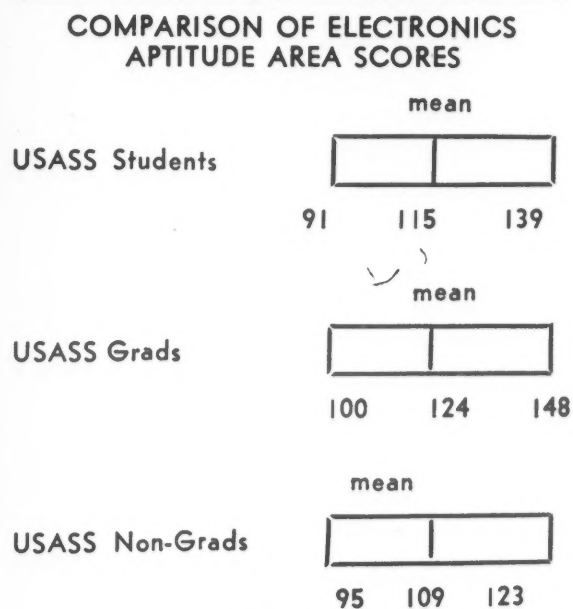 COMPARISON OF ELECTRONICS
APTITUDE AREA SCORES
mean
USASS Students
91 115 139
mean
USASS Grads
100 124 148
mean
USASS Non-Grads
95 109 123